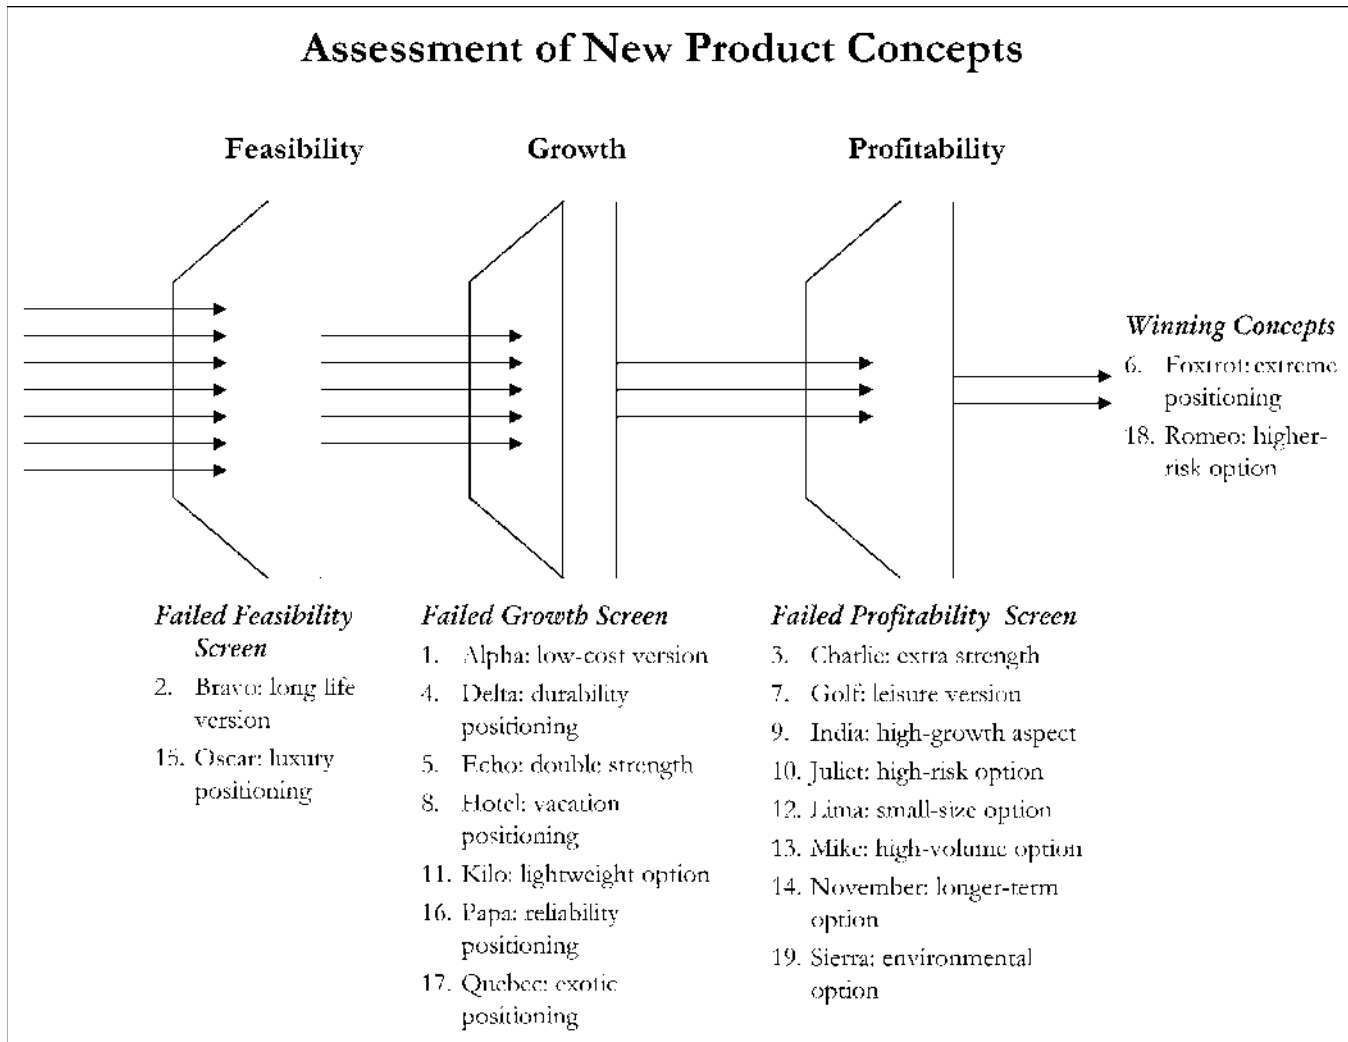 Assessment of New Product Concepts
Feasibility
Growth
Profitability
Winning Concepts
6. Foxtrot: extreme
positioning
18. Romeo: higher-
risk option
Failed Feasibility
Screen
2. Bravo: long life
version
15. Oscar: luxury
positioning
Failed Growth Screen
1. Alpha: low-cost version
4. Delta: durability
positioning
5. Echo: double strength
8. Hotel: vacation
positioning
11. Kilo: lightweight option
16. Papa: reliability
positioning
17. Quebec: exotic
positioning
Failed Profitability Screen
3. Charlie: extra strength
7. Golf: leisure version
9. India: high-growth aspect
10. Juliet: high-risk option
12. Lima: small-size option
13. Mike: high-volume option
14. November: longer-term
option
19. Sierra: environmental
option